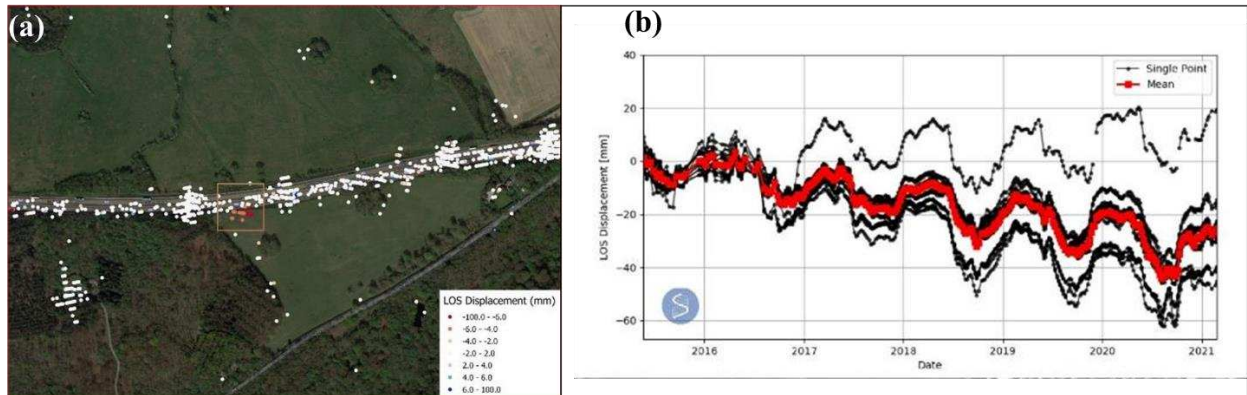 (a)
LOS Displacement (mm)
-100.0 - -6.0
-6.0 - -4.0
-4.0 - -2.0
-2.0 - 2.0
2.0 - 4.0
4.0 - 6.0
6.0 - 100.0
(b)
40
20
0
-20
-40
-60
LOS Displacement [mm]
Single Point
Mean
2016
2017
2018
2019
2020
2021
Date